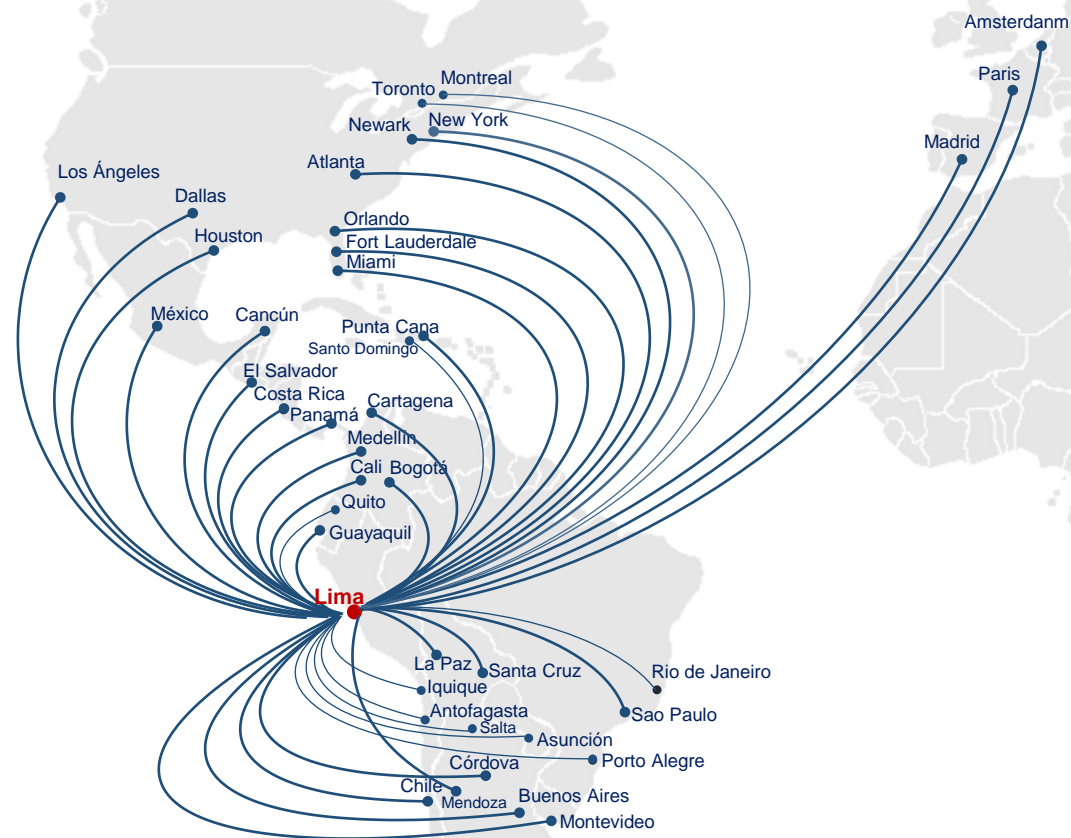 Amsterdanm
Paris
Madrid
Montreal
Toronto
New York
Newark
Atlanta
Los Ángeles
Dallas
Houston
Orlando
Fort Lauderdale
Miami
México
Cancún
Punta Cana
Santo Domingo
El Salvador
Costa Rica
Cartagena
Panamá
Medellín
Cali
Bogotá
Quito
Guayaquil
Lima
La Paz
Santa Cruz
Rio de Janeiro
Iquique
Antofagasta
Sao Paulo
Salta
Asunción
Porto Alegre
Córdova
Chile
Mendoza
Buenos Aires
Montevideo